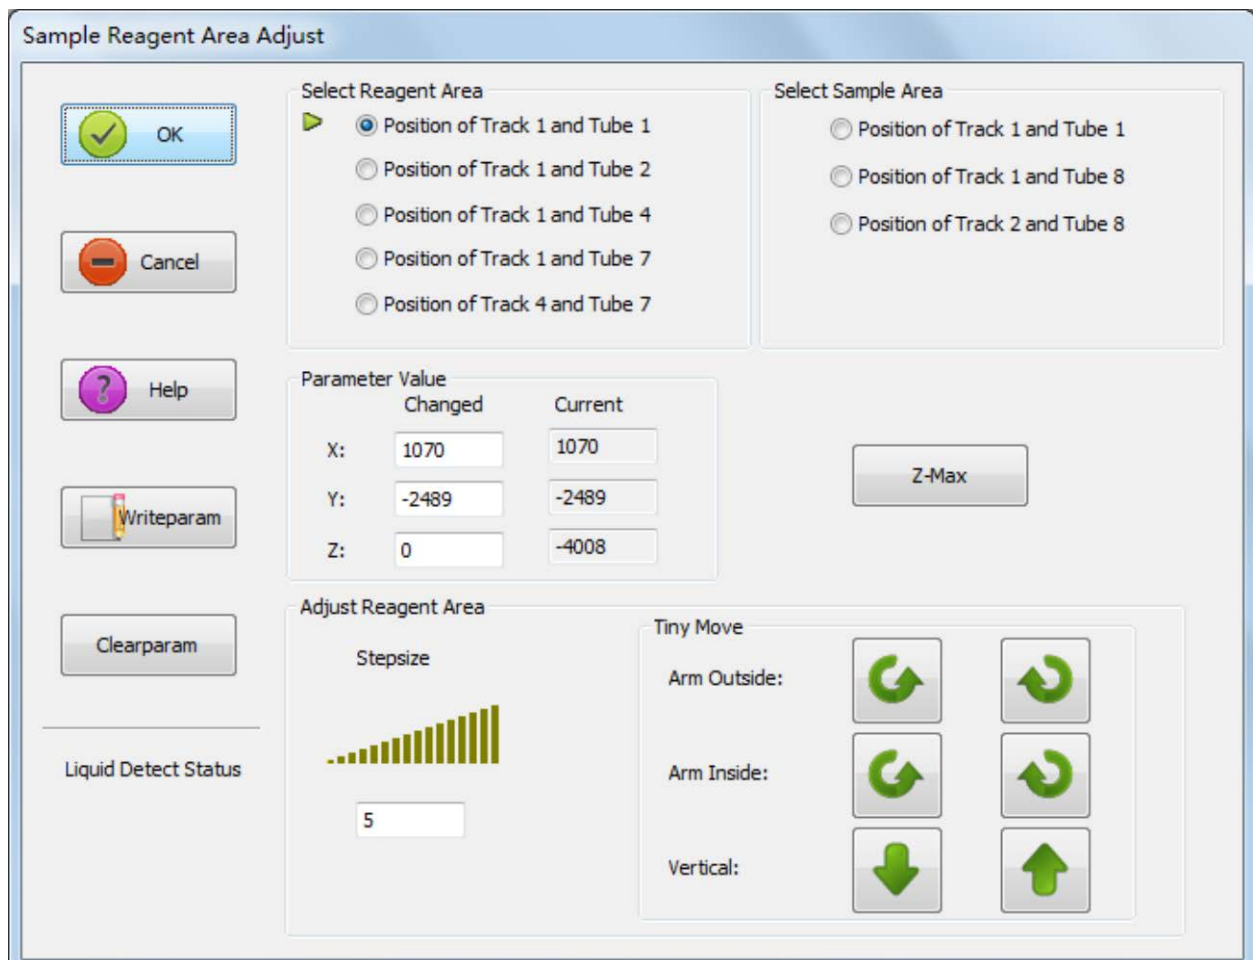 Sample Reagent Area Adjust
OK
Cancel
Help
Writeparam
Clearparam
Liquid Detect Status
Select Reagent Area
Position of Track 1 and Tube 1
Position of Track 1 and Tube 2
Position of Track 1 and Tube 4
Position of Track 1 and Tube 7
Position of Track 4 and Tube 7
Select Sample Area
Position of Track 1 and Tube 1
Position of Track 1 and Tube 8
Position of Track 2 and Tube 8
Parameter Value
Changed Current
X: 1070 1070
Y: -2489 -2489
Z: 0 -4008
Z-Max
Adjust Reagent Area
Stepsize
5
Tiny Move
Arm Outside:
Arm Inside:
Vertical: